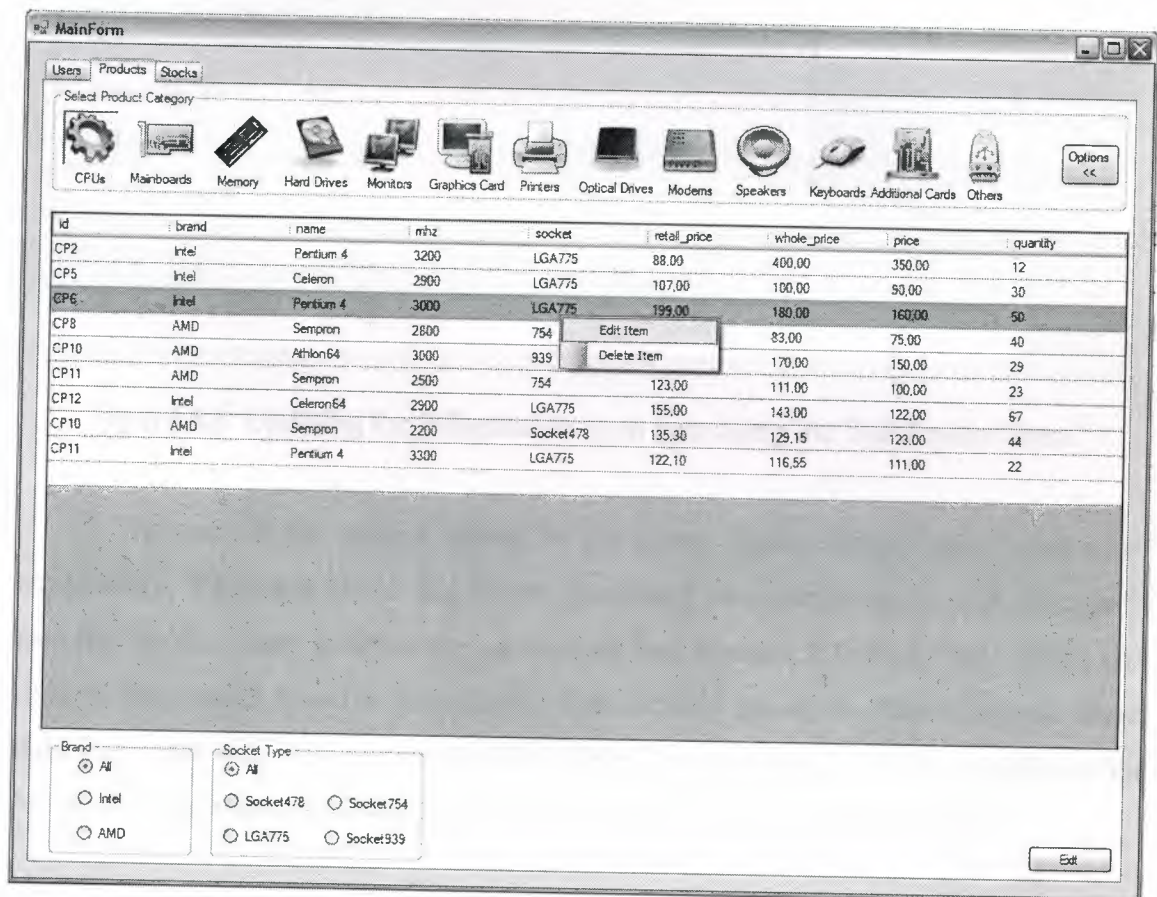 MainForm
Users Products Stocks
Select Product Category
CPUs Mainboards Memory Hard Drives Monitors Graphics Card Printers Optical Drives Modems Speakers Keyboards Additional Cards Others
Options
<<
id brand name mhz socket retail_price whole_price price quantity
CP2 Intel Pentium 4 3200 LGA775 88,00 400,00 350,00 12
CP5 Intel Celeron 2900 LGA775 107,00 100,00 90,00 30
CP6 Intel Pentium 4 3000 LGA775 199,00 180,00 160,00 50
CP8 AMD Sempron 2800 754 83,00 75,00 40
CP10 AMD Athlon64 3000 939 170,00 150,00 29
CP11 AMD Sempron 2500 754 123,00 111,00 100,00 23
CP12 Intel Celeron64 2900 LGA775 155,00 143,00 122,00 67
CP10 AMD Sempron 2200 Socket478 135,30 129,15 123,00 44
CP11 Intel Pentium 4 3300 LGA775 122,10 116,55 111,00 22
Edit Item
Delete Item
Brand
All
Intel
AMD
Socket Type
All
Socket478 Socket754
LGA775 Socket939
Exit